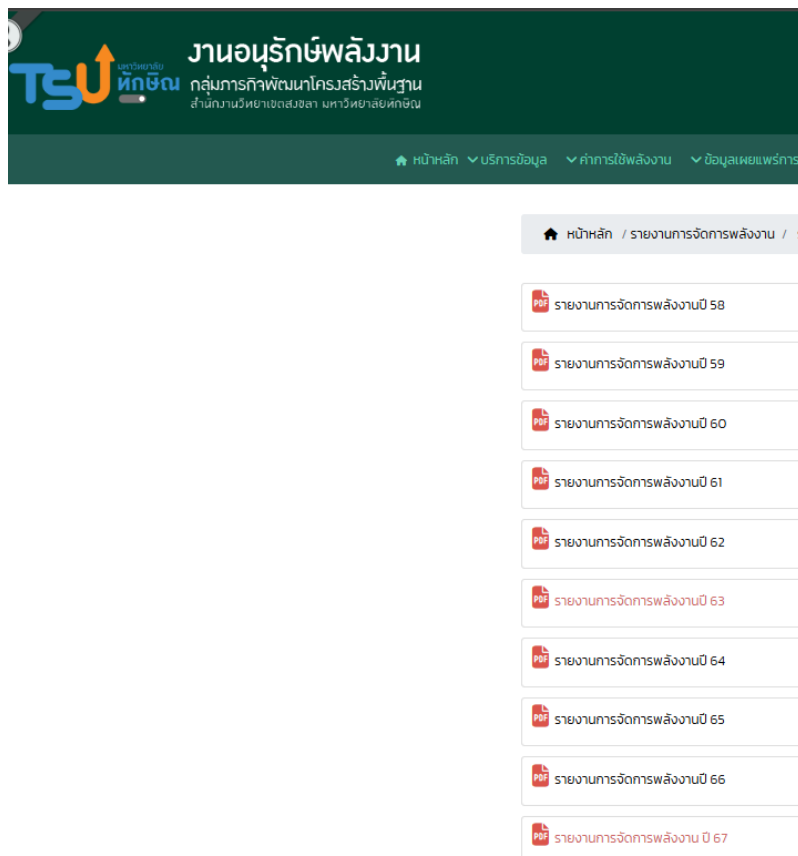 งานอนุรักษ์พลังงาน
มหาวิทยาลัย
TSU ทักษิณ
กลุ่มภารกิจพัฒนาโครงสร้างพื้นฐาน
สำนักงานวิทยาเขตสงขลา มหาวิทยาลัยทักษิณ
หน้าหลัก บริการข้อมูล ค่าการใช้พลังงาน ข้อมูลเผยแพร่การ
หน้าหลัก / รายงานการจัดการพลังงาน /
PDF รายงานการจัดการพลังงานปี 58
PDF รายงานการจัดการพลังงานปี 59
PDF รายงานการจัดการพลังงานปี 60
PDF รายงานการจัดการพลังงานปี 61
PDF รายงานการจัดการพลังงานปี 62
PDF รายงานการจัดการพลังงานปี 63
PDF รายงานการจัดการพลังงานปี 64
PDF รายงานการจัดการพลังงานปี 65
PDF รายงานการจัดการพลังงานปี 66
PDF รายงานการจัดการพลังงาน ปี 67